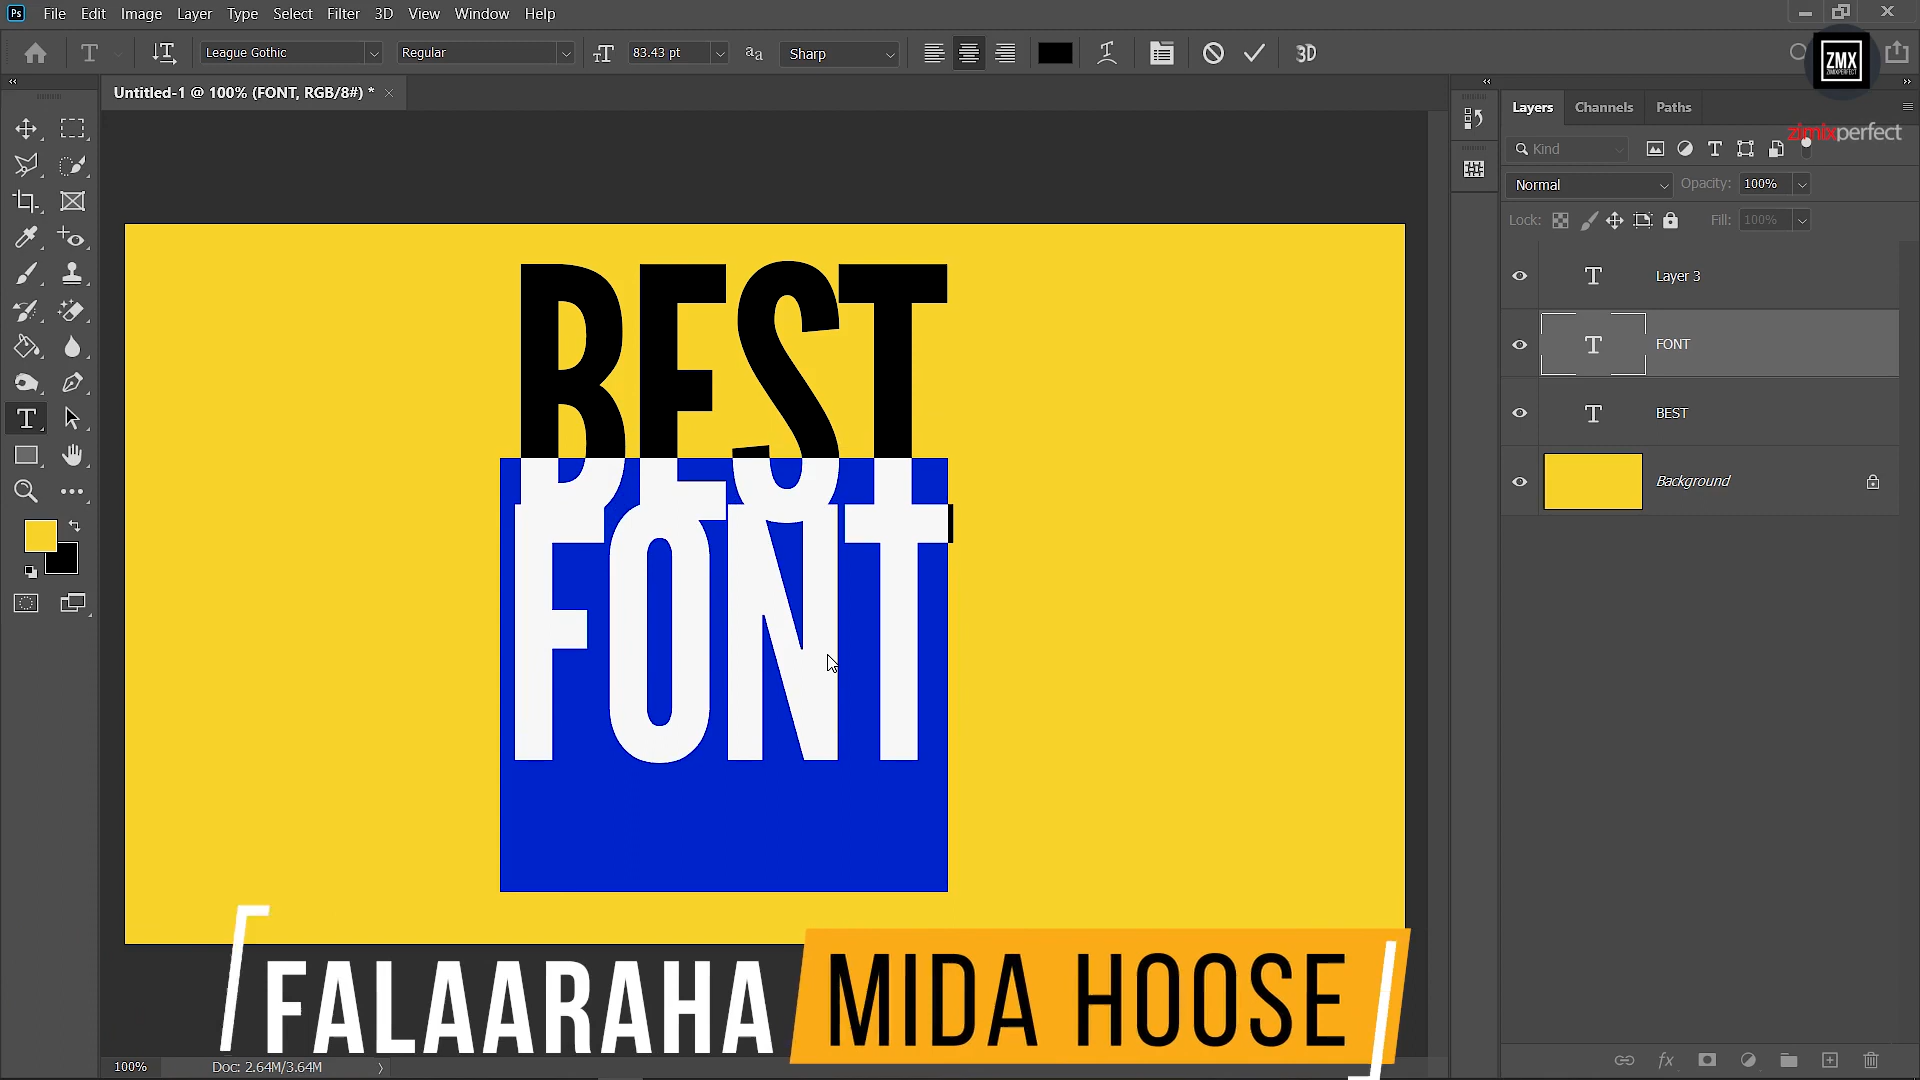 Ps File Edit Image Layer Type Select Filter 3D View Window Help
League Gothic Regular 83.43 pt Sharp 3D
ZMX
ZIMIXPERFECT
Untitled-1 @ 100% (FONT, RGB/8#) *
Layers Channels Paths
zimixperfect
Kind
Normal Opacity: 100%
Lock: Fill: 100%
Layer 3
FONT
BEST
Background
BEST
FONT
FALAARAHA MIDA HOOSE
100% Doc: 2.64M/3.64M